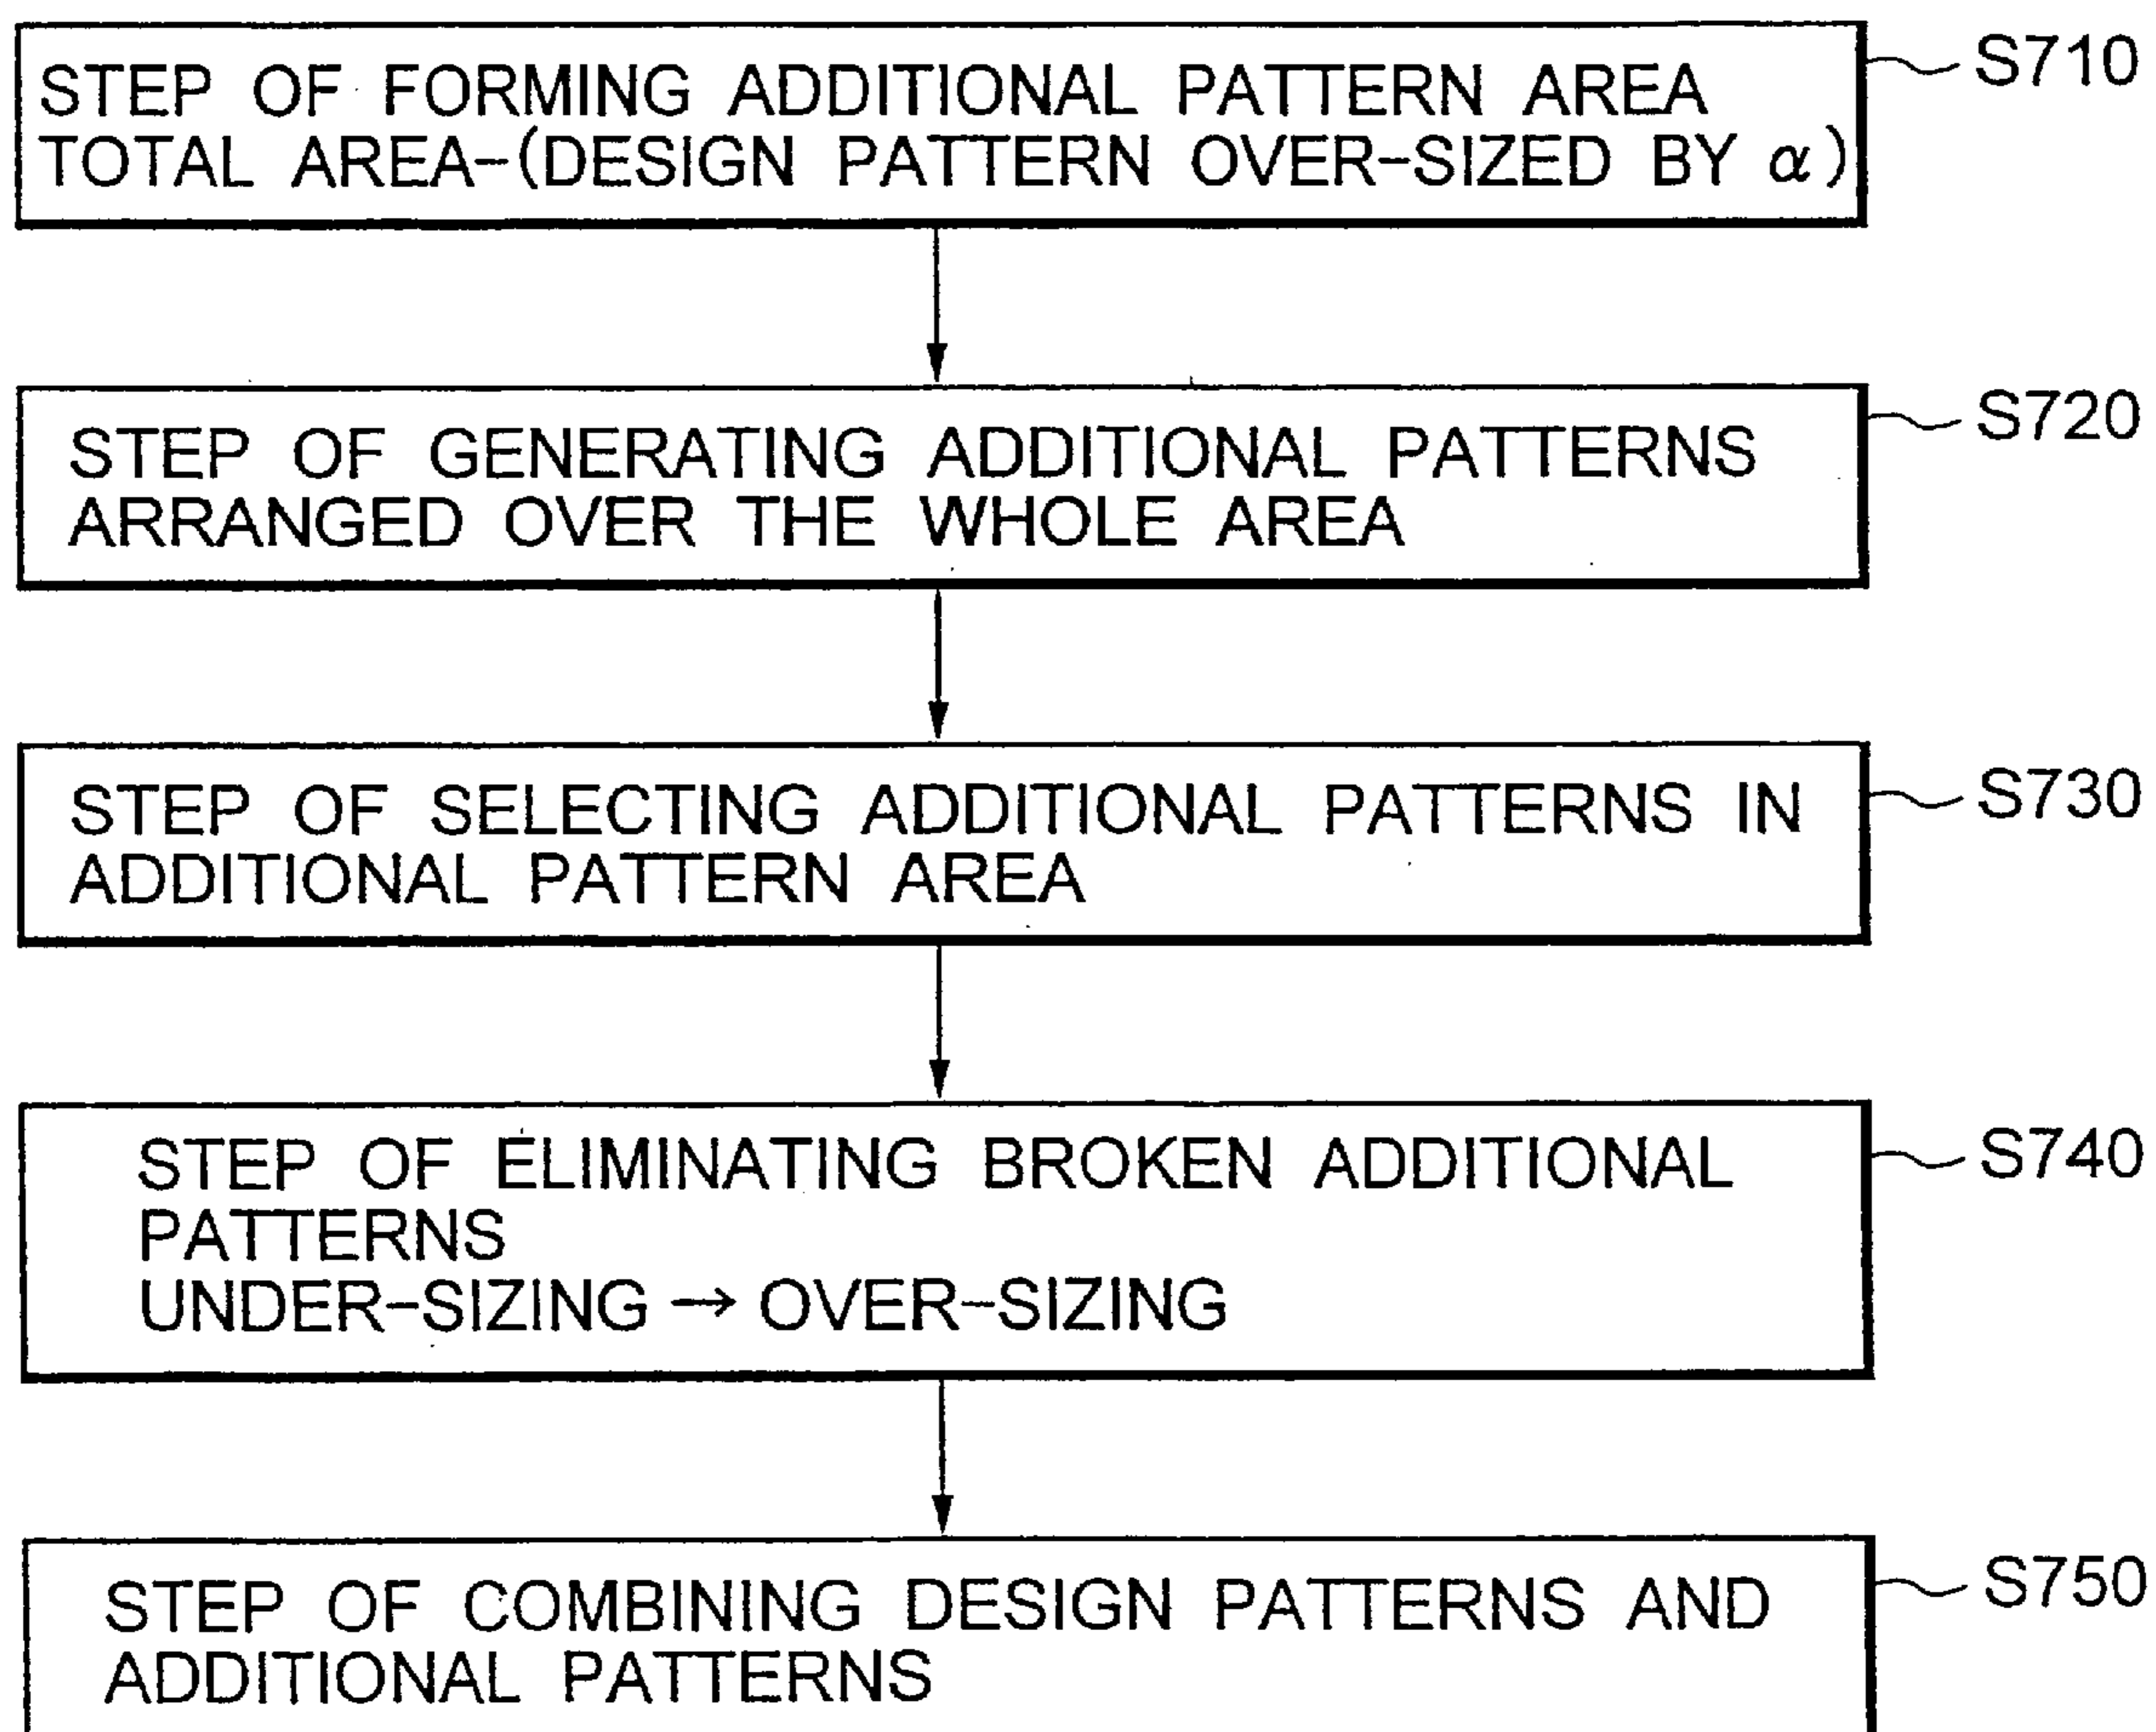 STEP OF FORMING ADDITIONAL PATTERN AREA
TOTAL AREA-(DESIGN PATTERN OVER-SIZED BY α)
S710
STEP OF GENERATING ADDITIONAL PATTERNS
ARRANGED OVER THE WHOLE AREA
S720
STEP OF SELECTING ADDITIONAL PATTERNS IN
ADDITIONAL PATTERN AREA
S730
STEP OF ELIMINATING BROKEN ADDITIONAL
PATTERNS
UNDER-SIZING → OVER-SIZING
S740
STEP OF COMBINING DESIGN PATTERNS AND
ADDITIONAL PATTERNS
S750